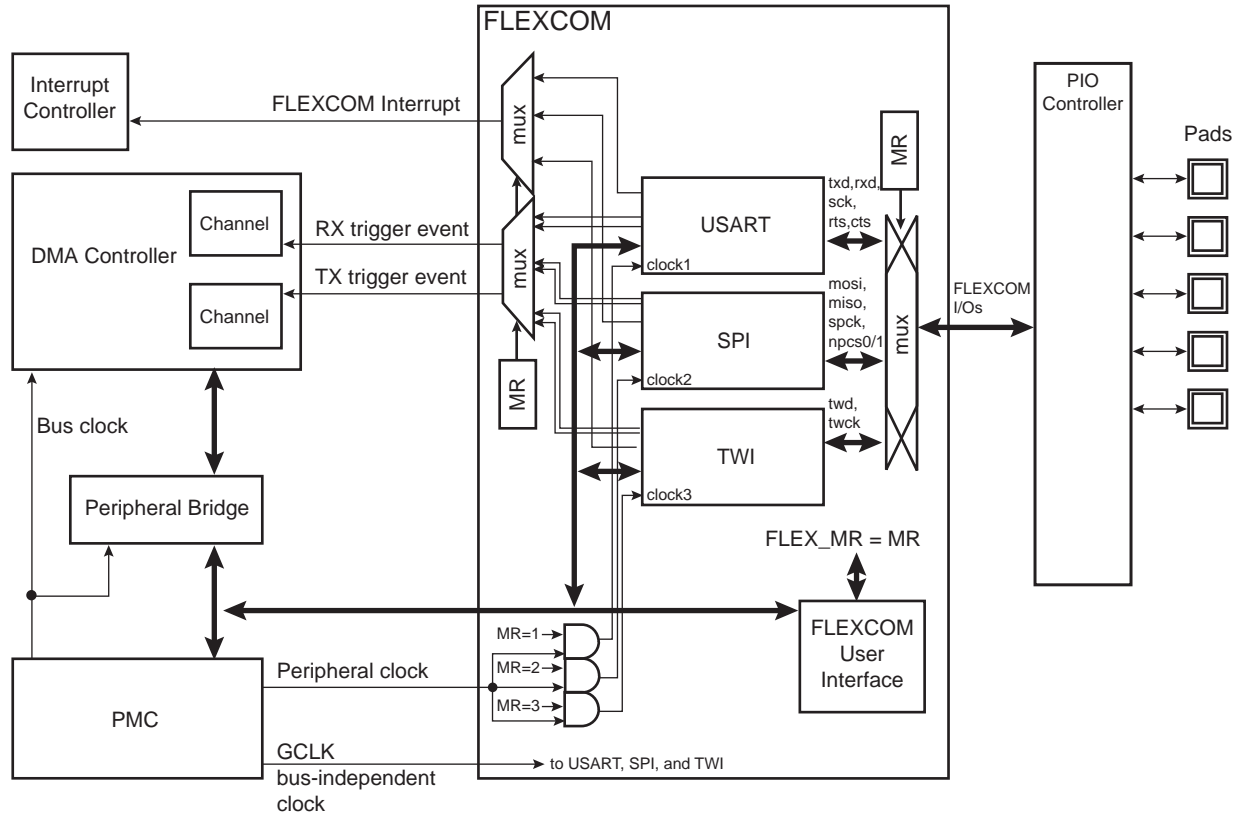 FLEXCOM
Interrupt
Controller
FLEXCOM Interrupt
mux
MR
PIO
Controller
Pads
DMA Controller
Channel
Channel
RX trigger event
TX trigger event
mux
MR
USART
clock1
txd,rxd,
sck,
rts,cts
SPI
clock2
mosi,
miso,
spck,
npcs0/1
TWI
clock3
twd,
twck
mux
FLEXCOM
I/Os
Bus clock
Peripheral Bridge
FLEX_MR = MR
FLEXCOM
User
Interface
MR=1
MR=2
MR=3
Peripheral clock
PMC
GCLK
bus-independent
clock
to USART, SPI, and TWI